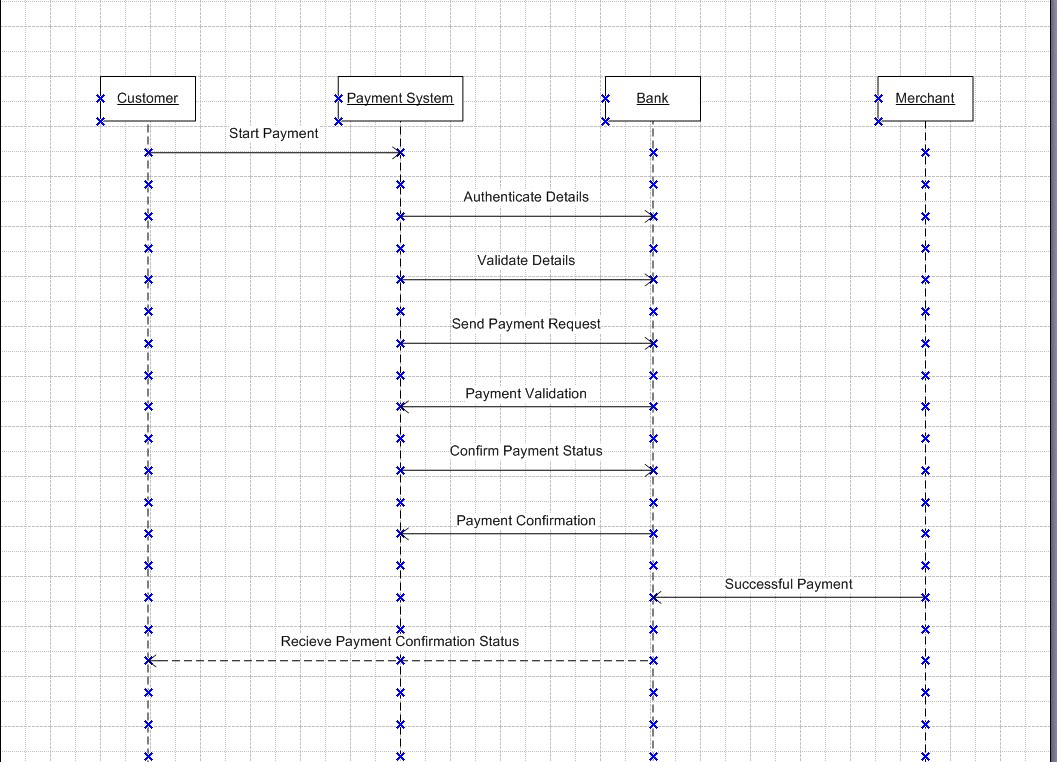 Customer
Payment System
Bank
Merchant
Start Payment
Authenticate Details
Validate Details
Send Payment Request
Payment Validation
Confirm Payment Status
Payment Confirmation
Successful Payment
Recieve Payment Confirmation Status